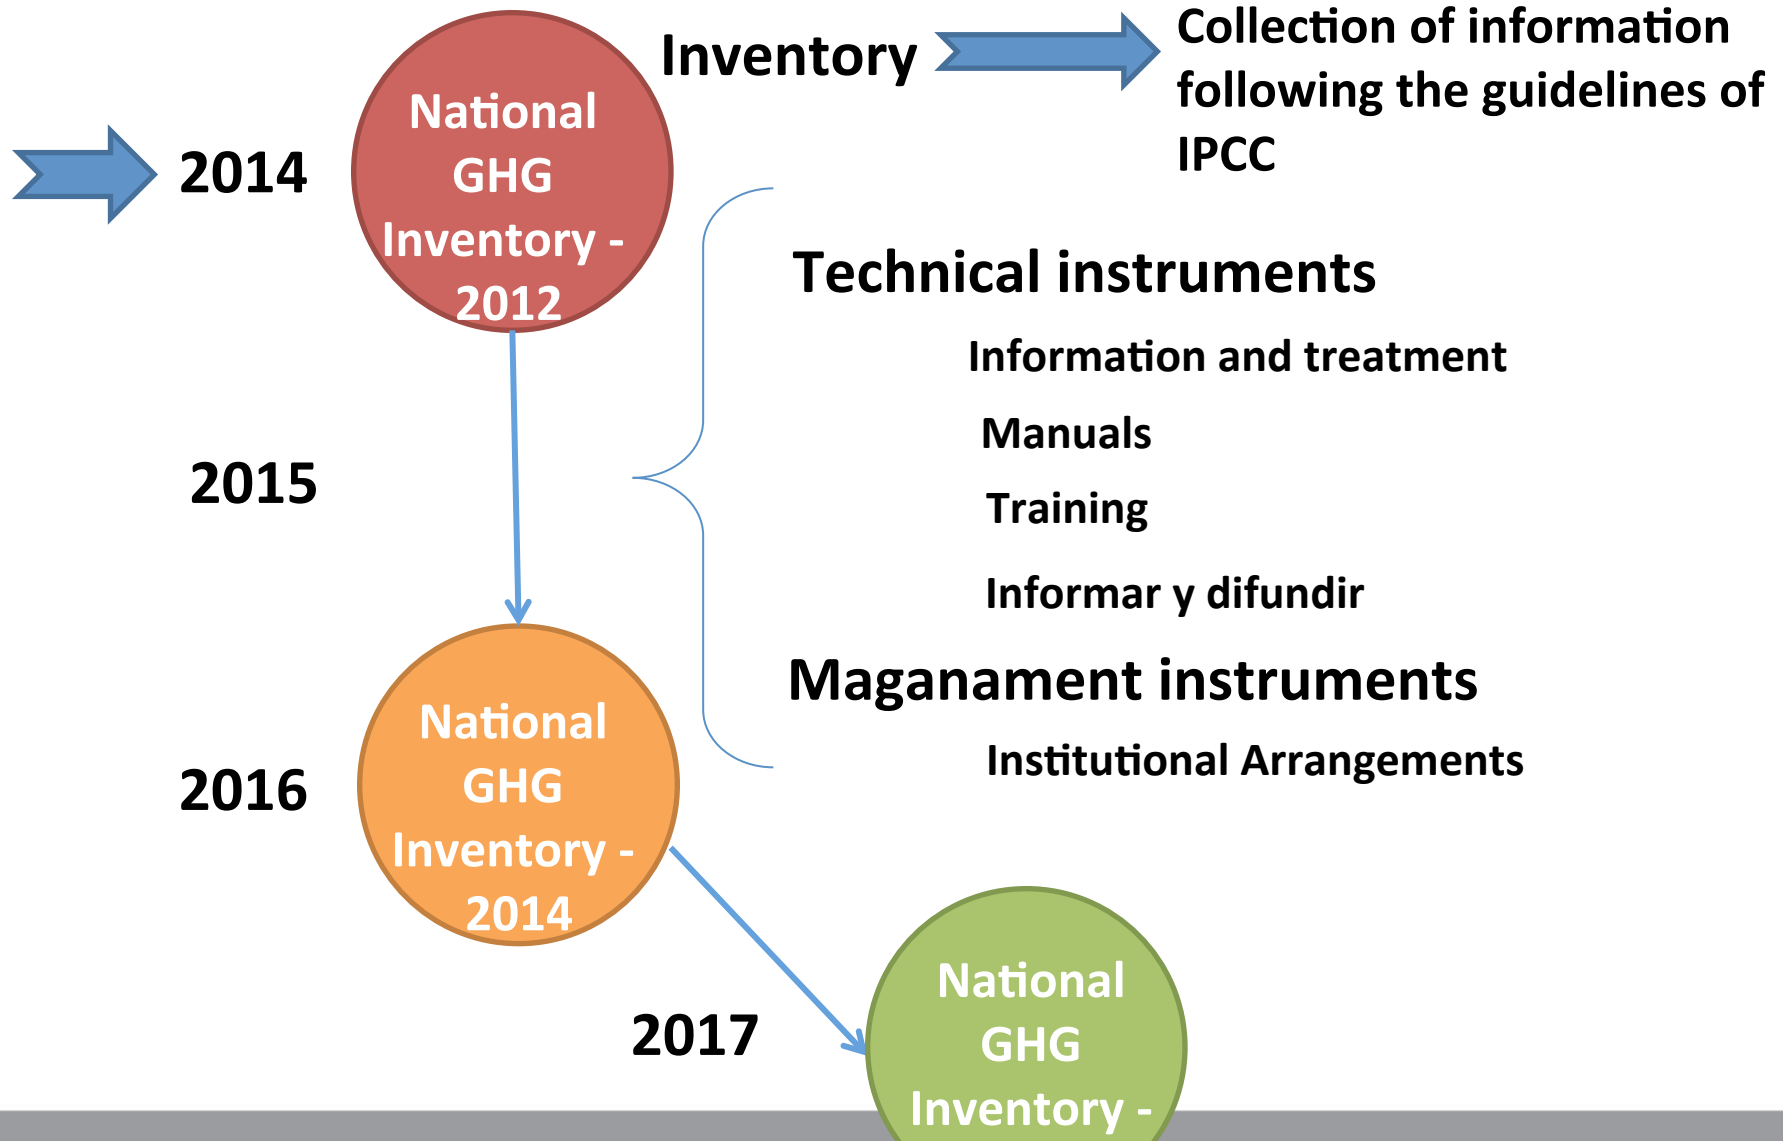 Inventory
Collection of information
following the guidelines of
IPCC
2014
National
GHG
Inventory -
2012
Technical instruments
Information and treatment
Manuals
2015
Training
Informar y difundir
Maganament instruments
Institutional Arrangements
2016
National
GHG
Inventory -
2014
2017
National
GHG
Inventory -